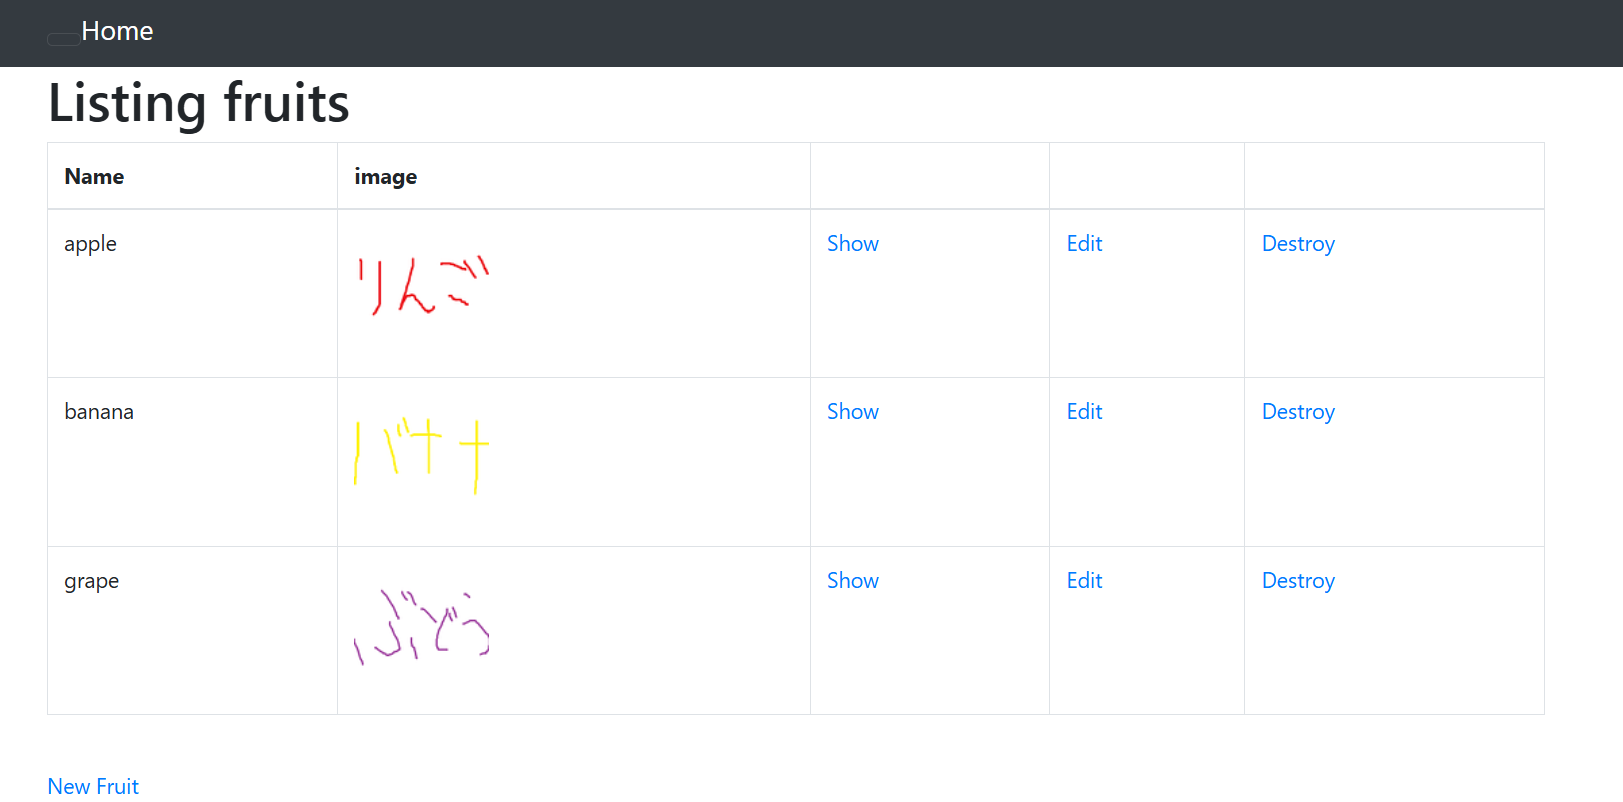 Home
Listing fruits
Name image
apple りんご Show Edit Destroy
banana バナナ Show Edit Destroy
grape ぶどう Show Edit Destroy
New Fruit